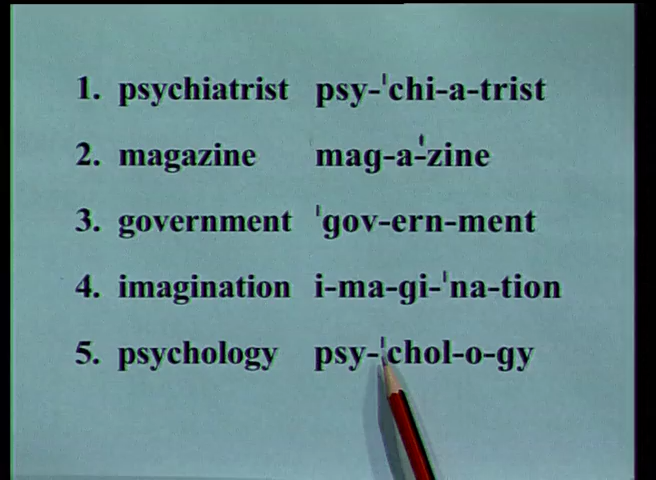 1. psychiatrist psy-ˈchi-a-trist
2. magazine mag-a-ˈzine
3. government ˈgov-ern-ment
4. imagination i-ma-gi-ˈna-tion
5. psychology psy-ˈchol-o-gy